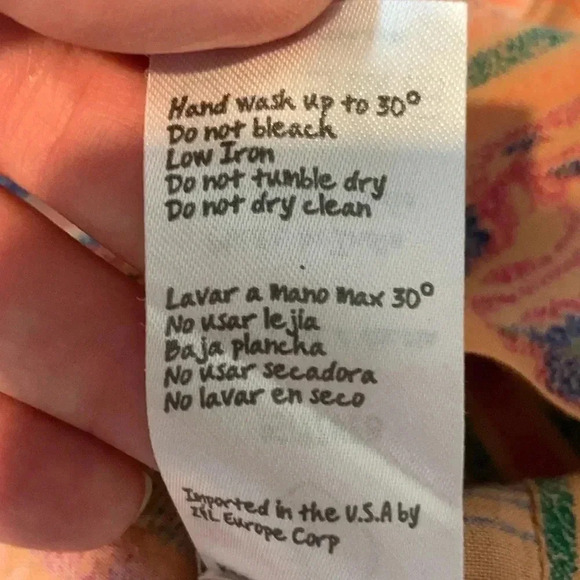 Hand wash up to 30°
Do not bleach
Low Iron
Do not tumble dry
Do not dry clean
Lavar a mano max 30°
No usar lejía
Baja plancha
No usar secadora
No lavar en seco
Imported in the U.S.A by
Europe Corp